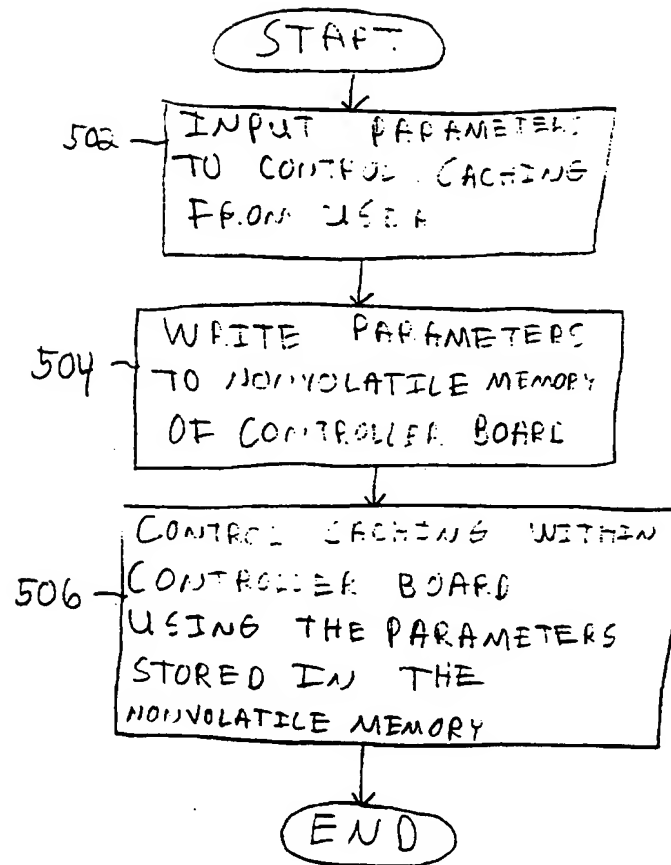 START
502
INPUT PARAMETERS
TO CONTROL CACHING
FROM USER
504
WRITE PARAMETERS
TO NONVOLATILE MEMORY
OF CONTROLLER BOARD
506
CONTROL CACHING WITHIN
CONTROLLER BOARD
USING THE PARAMETERS
STORED IN THE
NONVOLATILE MEMORY
END